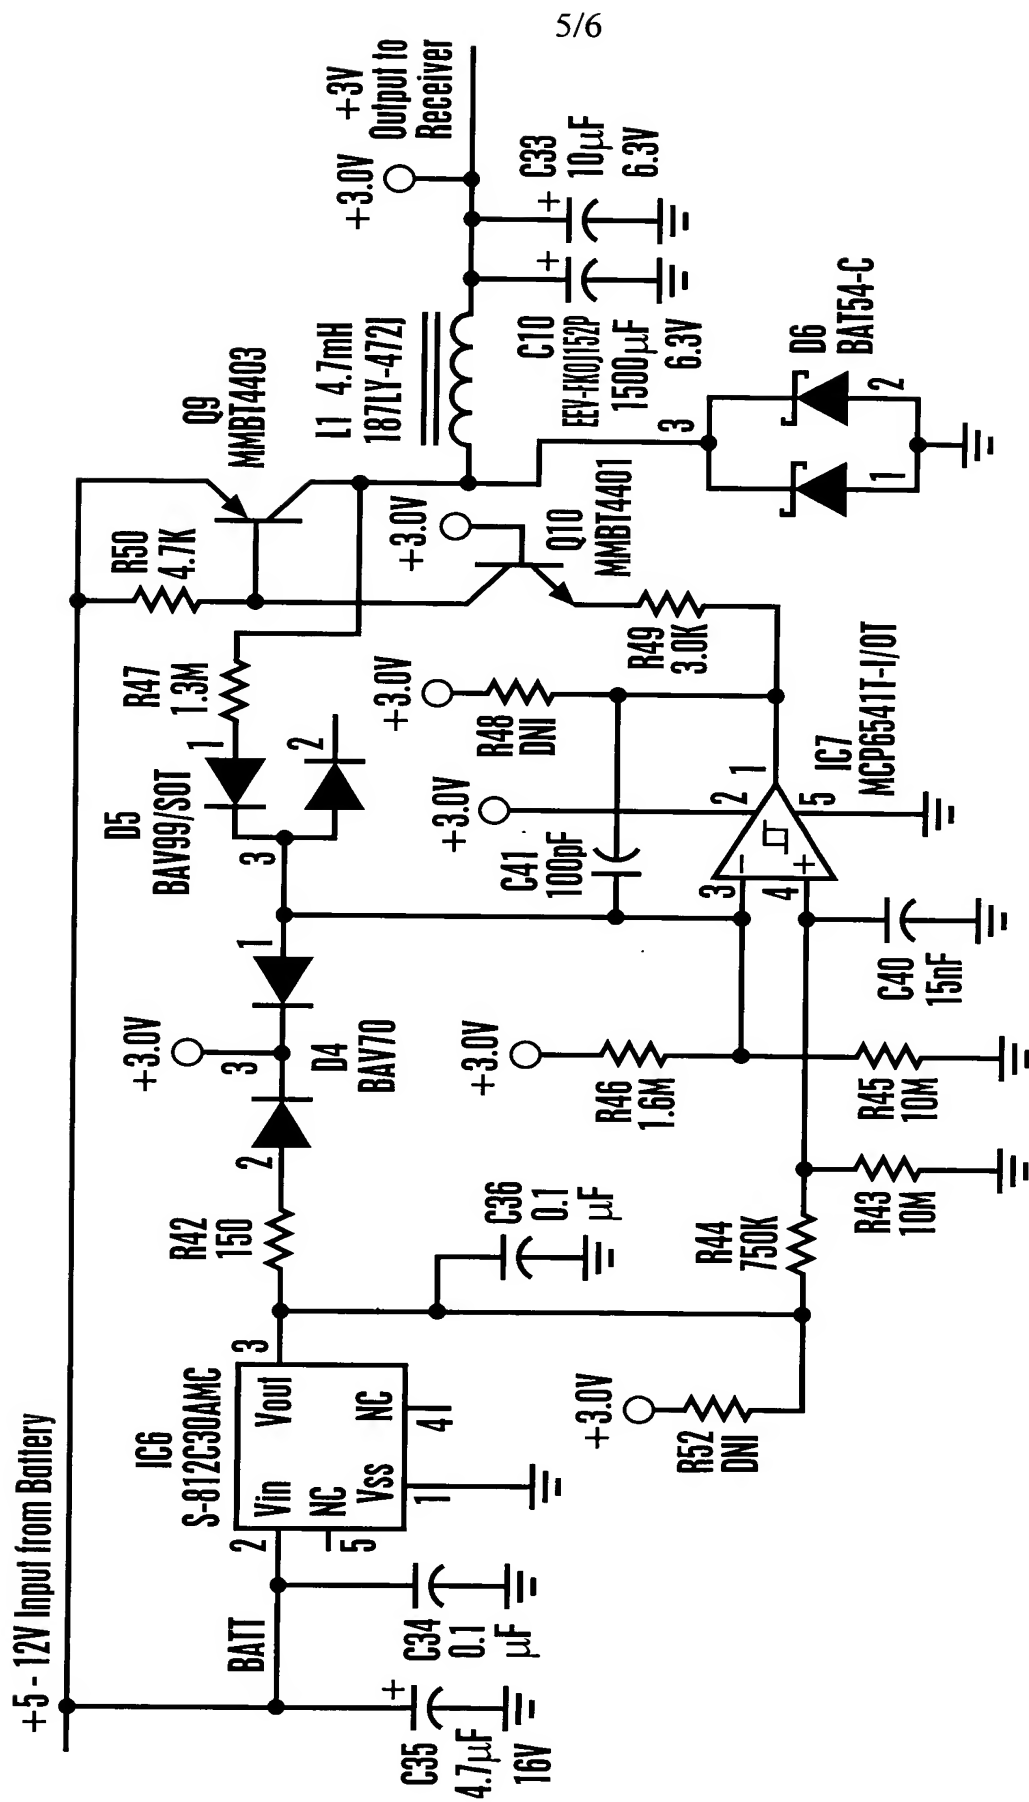 5/6
+5 - 12V Input from Battery
BATT
C35
4.7µF
16V
+
C34
0.1
µF
IC6
S-812C30AMC
2
Vin
Vout
3
NC
5
Vss
1
NC
4
R42
150
2
+3.0V
3
D4
BAV70
1
C36
0.1
µF
+3.0V
R52
DNI
R44
750K
R43
10M
R45
10M
+3.0V
R46
1.6M
C40
15nF
D5
BAV99/SOT
3
1
2
R47
1.3M
R50
4.7K
Q9
MMBT4403
C41
100pF
+3.0V
+3.0V
R48
DNI
3
4
−
+
2
1
5
IC7
MCP6541T-I/OT
R49
3.0K
+3.0V
Q10
MMBT4401
L1 4.7mH
187LY-472J
+
C10
EEV-FK0J152P
1500µF
6.3V
+
C33
10µF
6.3V
+3.0V
+3V
Output to
Receiver
3
1
2
D6
BAT54-C